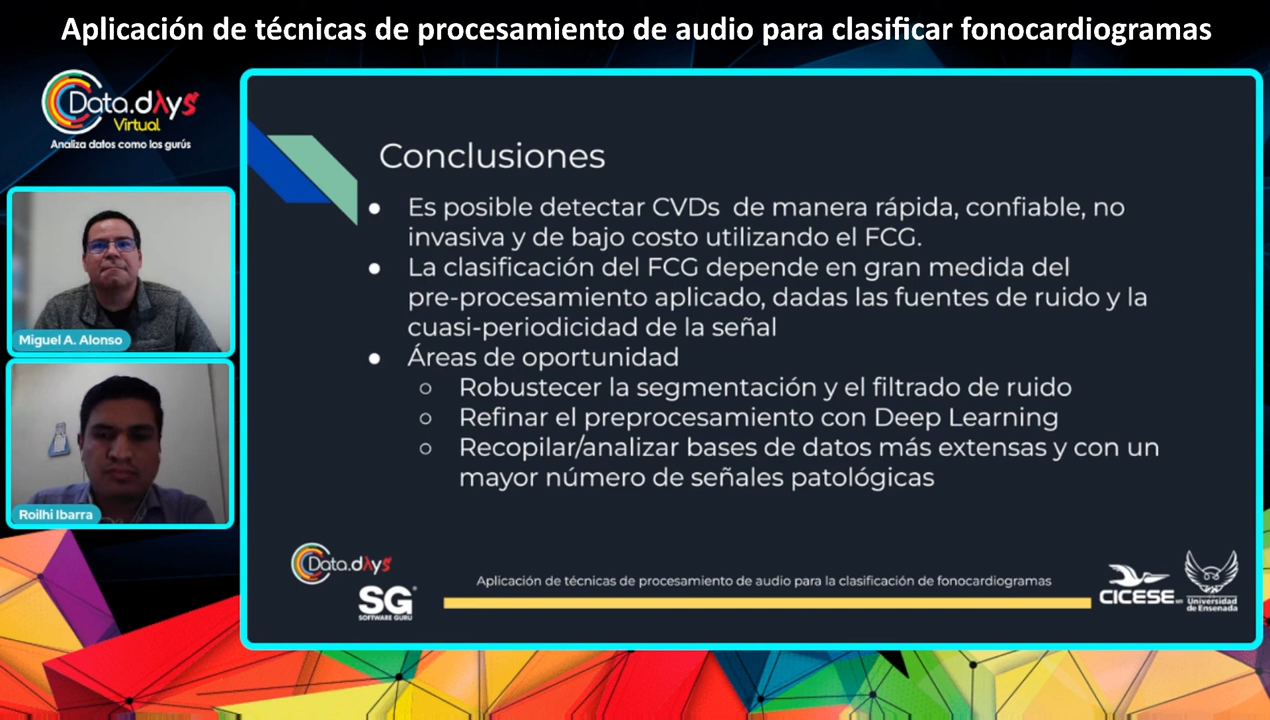 Aplicación de técnicas de procesamiento de audio para clasificar fonocardiogramas
Data.dAys
Virtual
Analiza datos como los gurús
Miguel A. Alonso
Roilhi Ibarra
Conclusiones
● Es posible detectar CVDs de manera rápida, confiable, no
invasiva y de bajo costo utilizando el FCG.
● La clasificación del FCG depende en gran medida del
pre-procesamiento aplicado, dadas las fuentes de ruido y la
cuasi-periodicidad de la señal
● Áreas de oportunidad
○ Robustecer la segmentación y el filtrado de ruido
○ Refinar el preprocesamiento con Deep Learning
○ Recopilar/analizar bases de datos más extensas y con un
mayor número de señales patológicas
Data.dAys
SG
SOFTWARE GURU
Aplicación de técnicas de procesamiento de audio para la clasificación de fonocardiogramas
CICESE
Universidad
de Ensenada